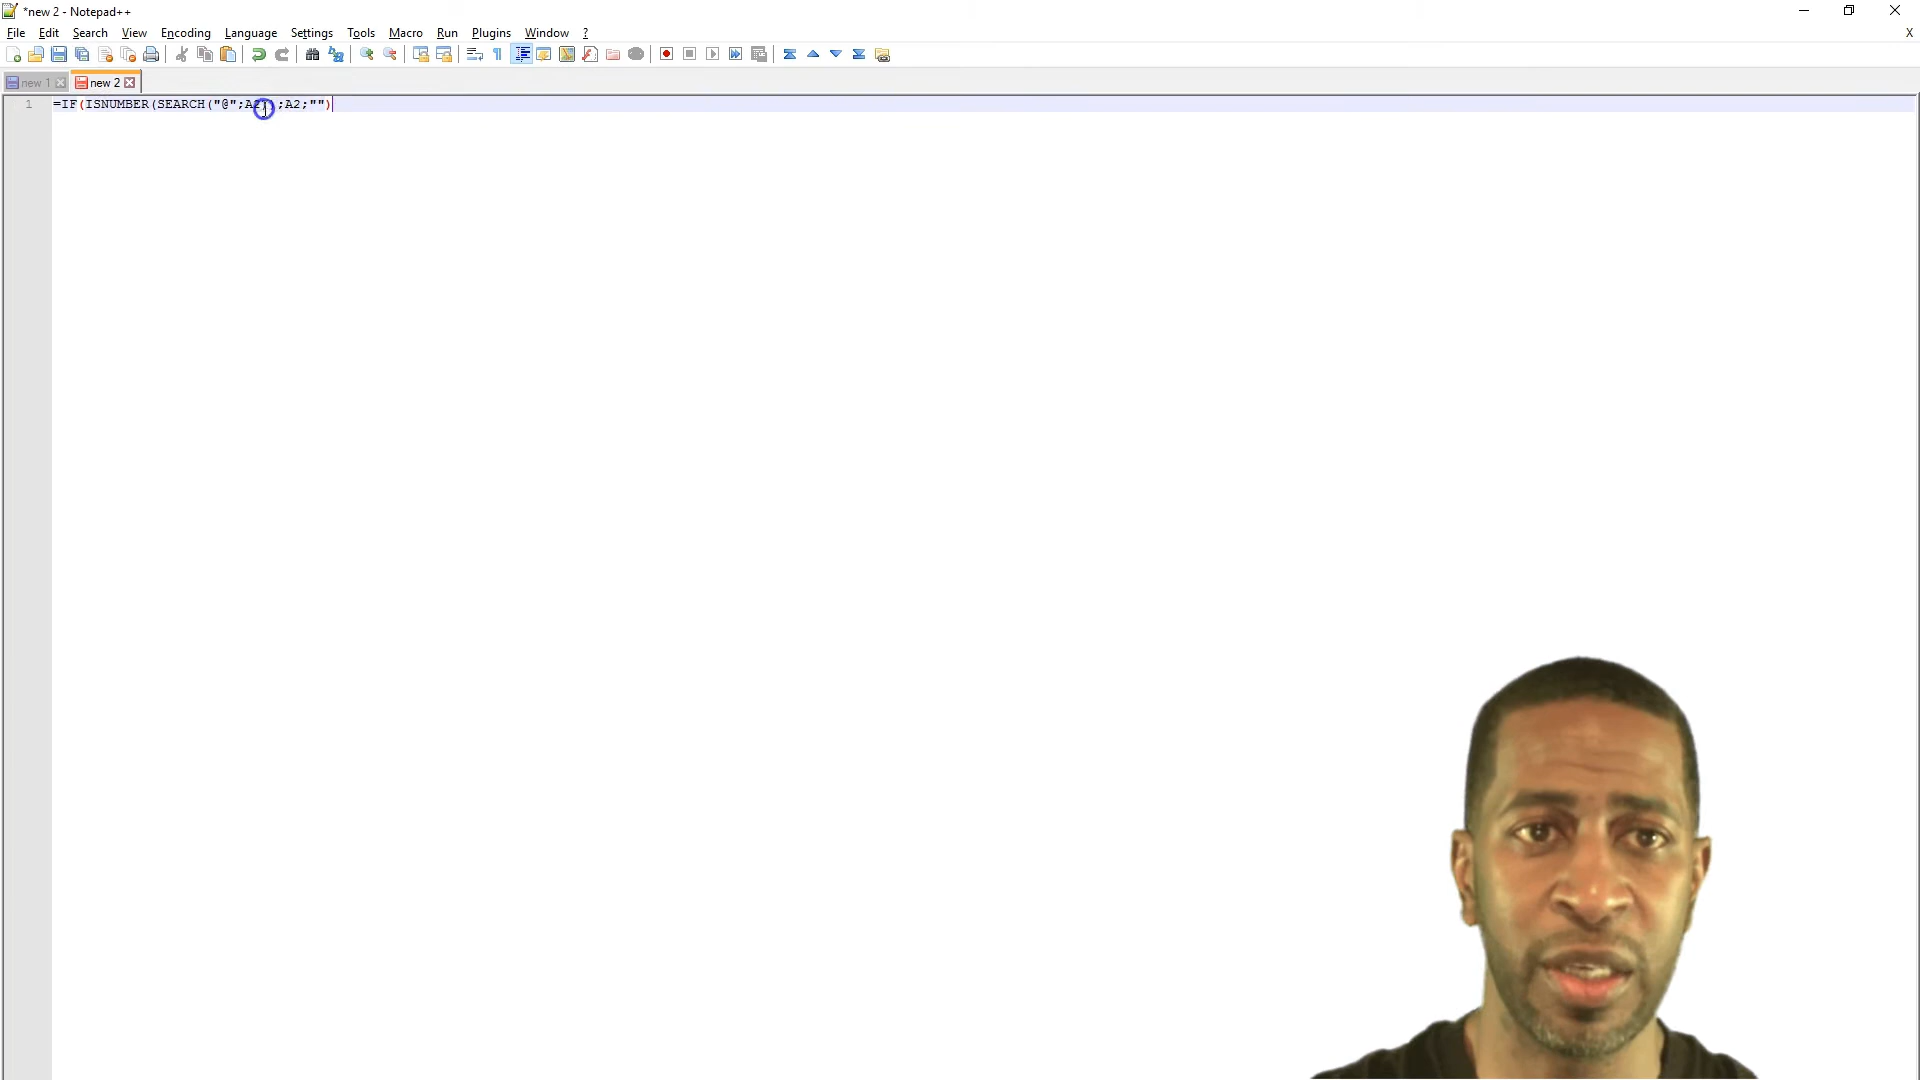 *new 2 - Notepad++
File Edit Search View Encoding Language Settings Tools Macro Run Plugins Window ? X
new 1 new 2
1 =IF(ISNUMBER(SEARCH("@";A2));A2;"")